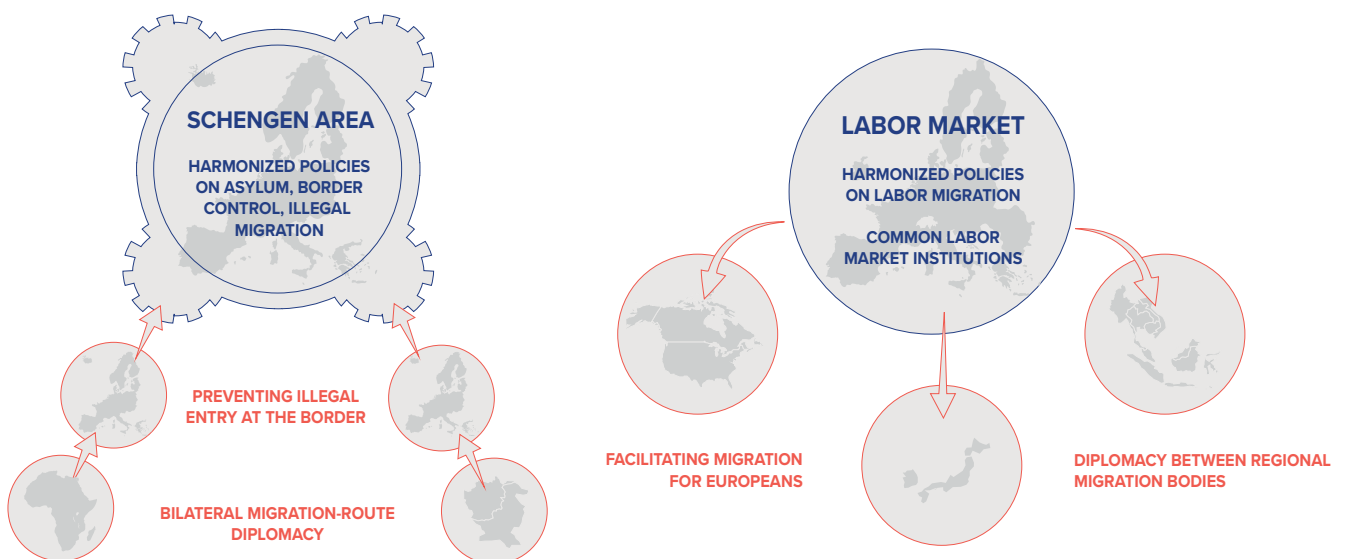 SCHENGEN AREA
HARMONIZED POLICIES
ON ASYLUM, BORDER
CONTROL, ILLEGAL
MIGRATION
PREVENTING ILLEGAL
ENTRY AT THE BORDER
BILATERAL MIGRATION-ROUTE
DIPLOMACY
LABOR MARKET
HARMONIZED POLICIES
ON LABOR MIGRATION
COMMON LABOR
MARKET INSTITUTIONS
FACILITATING MIGRATION
FOR EUROPEANS
DIPLOMACY BETWEEN REGIONAL
MIGRATION BODIES